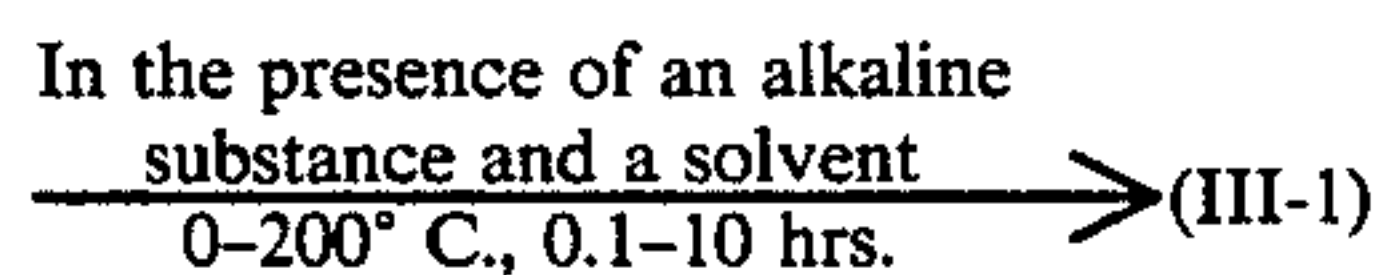 In the presence of an alkaline
substance and a solvent
(III-1)
0–200° C., 0.1–10 hrs.